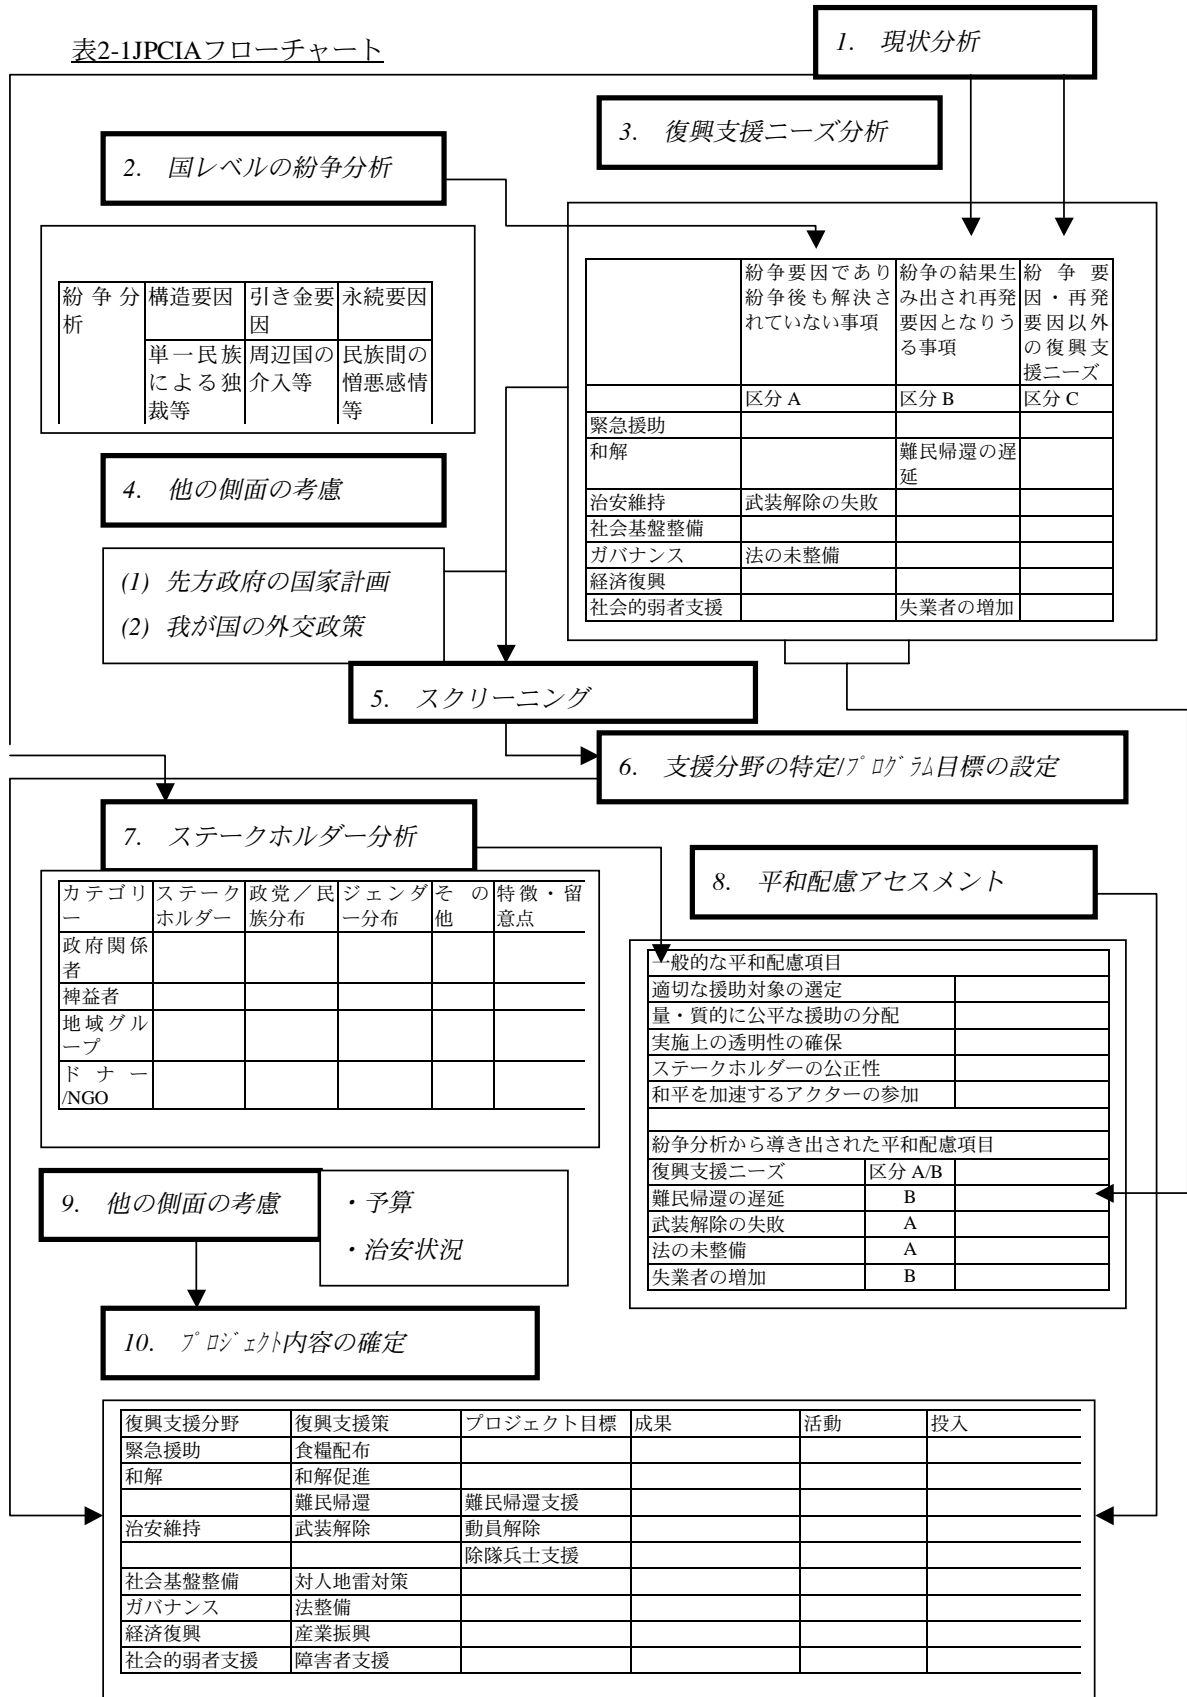 表2-1JPCIAフローチャート
1. 現状分析
3. 復興支援ニーズ分析
2. 国レベルの紛争分析
紛争分析 構造要因 引き金要因 永続要因
単一民族による独裁等 周辺国の介入等 民族間の憎悪感情等
紛争要因であり紛争後も解決されていない事項 紛争の結果生み出され再発要因となりうる事項 紛争要因・再発要因以外の復興支援ニーズ
区分 A 区分 B 区分 C
緊急援助
和解 難民帰還の遅延
治安維持 武装解除の失敗
社会基盤整備
ガバナンス 法の未整備
経済復興
社会的弱者支援 失業者の増加
4. 他の側面の考慮
(1) 先方政府の国家計画
(2) 我が国の外交政策
5. スクリーニング
6. 支援分野の特定/ﾌﾟﾛｸﾞﾗﾑ目標の設定
7. ステークホルダー分析
カテゴリー ステークホルダー 政党／民族分布 ジェンダー分布 その他 特徴・留意点
政府関係者
裨益者
地域グループ
ドナー/NGO
8. 平和配慮アセスメント
一般的な平和配慮項目
適切な援助対象の選定
量・質的に公平な援助の分配
実施上の透明性の確保
ステークホルダーの公正性
和平を加速するアクターの参加
紛争分析から導き出された平和配慮項目
復興支援ニーズ 区分 A/B
難民帰還の遅延 B
武装解除の失敗 A
法の未整備 A
失業者の増加 B
9. 他の側面の考慮
・予算
・治安状況
10. ﾌﾟﾛｼﾞｪｸﾄ内容の確定
復興支援分野 復興支援策 プロジェクト目標 成果 活動 投入
緊急援助 食糧配布
和解 和解促進
難民帰還 難民帰還支援
治安維持 武装解除 動員解除
除隊兵士支援
社会基盤整備 対人地雷対策
ガバナンス 法整備
経済復興 産業振興
社会的弱者支援 障害者支援